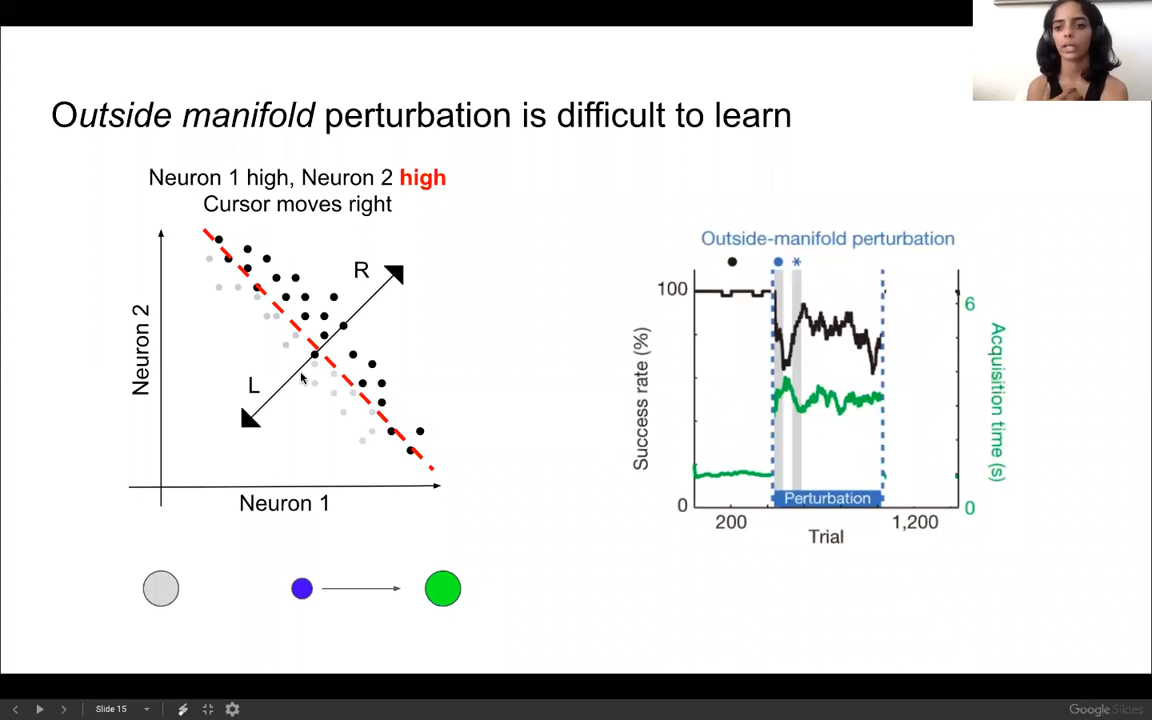 Outside manifold perturbation is difficult to learn
Neuron 1 high, Neuron 2 high
Cursor moves right
R
L
Neuron 2
Neuron 1
Outside-manifold perturbation
*
100
0
Success rate (%)
6
0
Acquisition time (s)
Perturbation
200
1,200
Trial
Slide 15
Google Slides